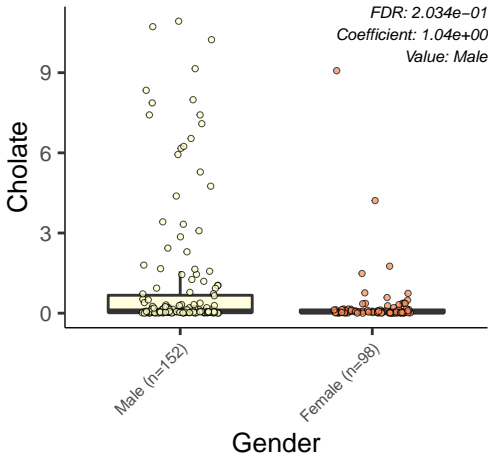 FDR: 2.034e−01
Coefficient: 1.04e+00
Value: Male
Cholate
9
6
3
0
Male (n=152)
Female (n=98)
Gender